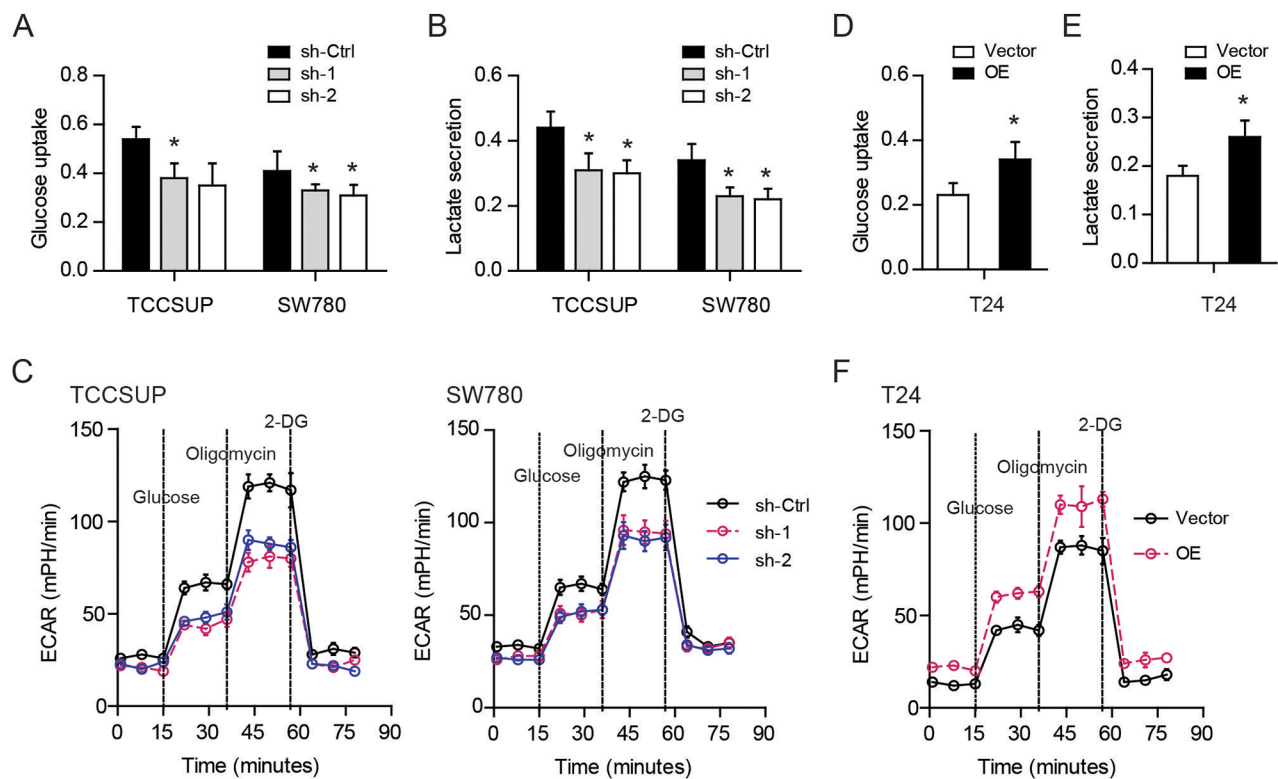 A
sh-Ctrl
sh-1
sh-2
Glucose uptake
0.8
0.6
0.4
0.2
0.0
*
*
*
TCCSUP
SW780
B
sh-Ctrl
sh-1
sh-2
Lactate secretion
0.6
0.4
0.2
0.0
*
*
*
*
TCCSUP
SW780
D
Vector
OE
Glucose uptake
0.6
0.4
0.2
0.0
*
T24
E
Vector
OE
Lactate secretion
0.4
0.3
0.2
0.1
0.0
*
T24
C
TCCSUP
2-DG
Oligomycin
Glucose
ECAR (mPH/min)
150
100
50
0
0 15 30 45 60 75 90
Time (minutes)
SW780
2-DG
Oligomycin
Glucose
ECAR (mPH/min)
150
100
50
0
0 15 30 45 60 75 90
Time (minutes)
sh-Ctrl
sh-1
sh-2
F
T24
2-DG
Oligomycin
Glucose
ECAR (mPH/min)
150
100
50
0
0 15 30 45 60 75 90
Time (minutes)
Vector
OE